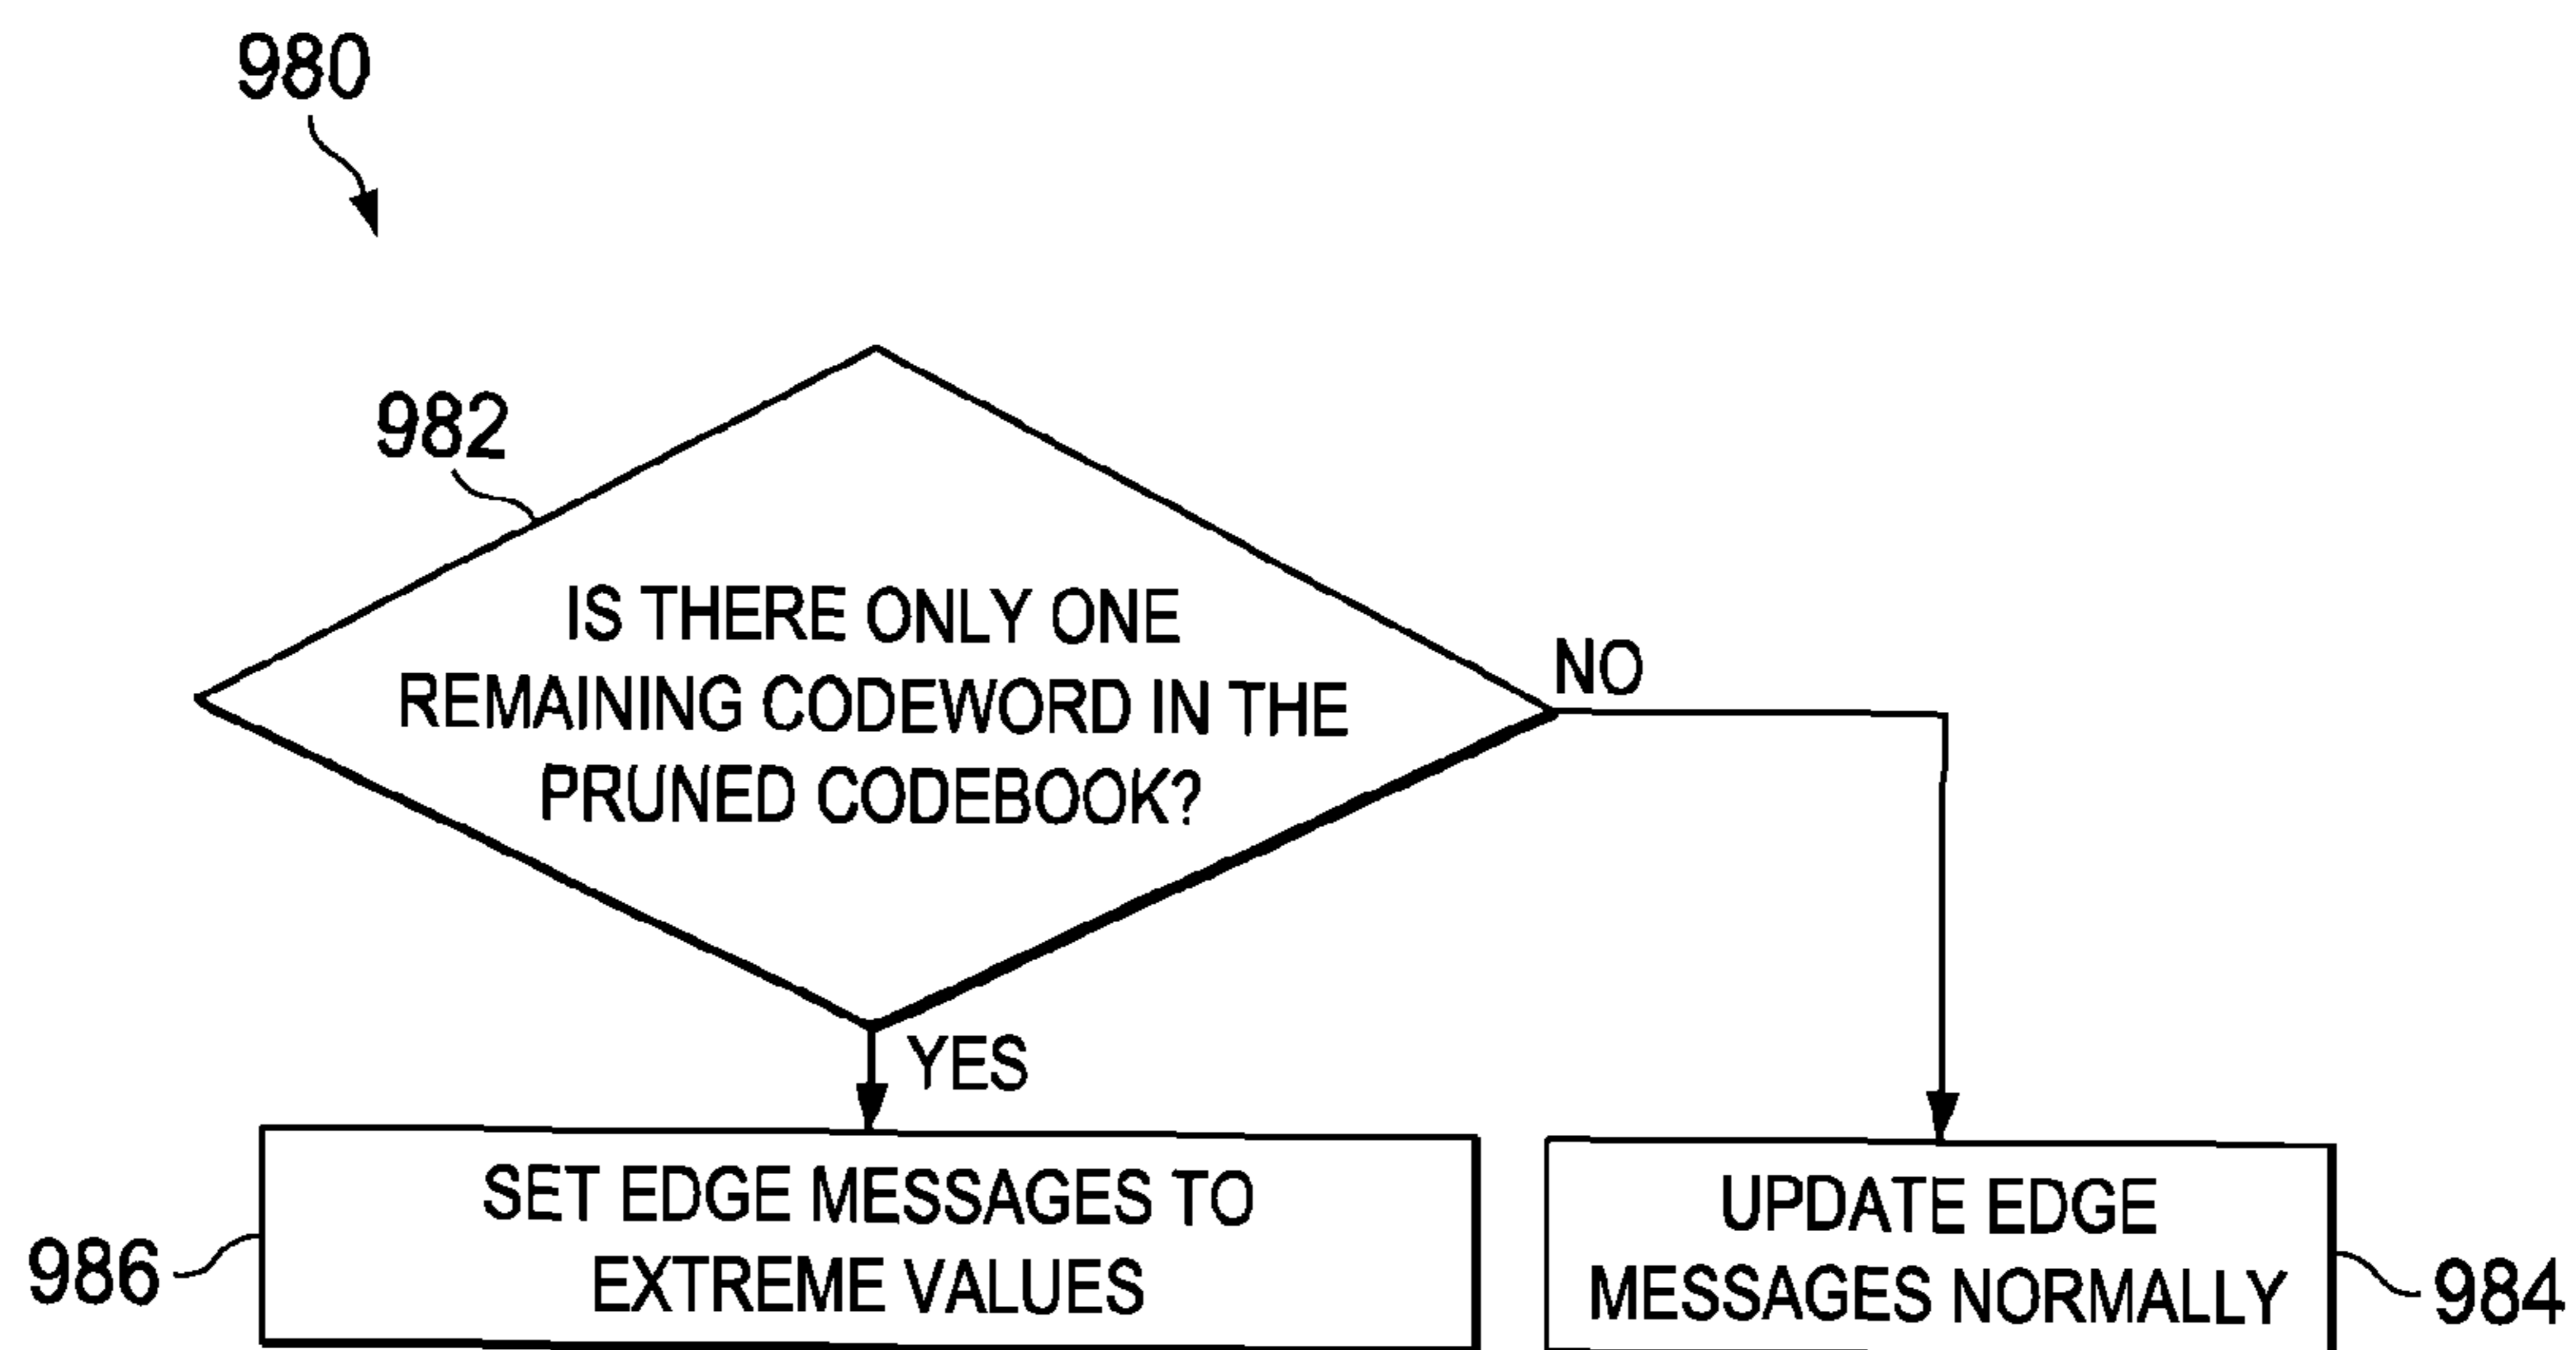 980
982
IS THERE ONLY ONE
REMAINING CODEWORD IN THE
PRUNED CODEBOOK?
NO
YES
SET EDGE MESSAGES TO
EXTREME VALUES
986
UPDATE EDGE
MESSAGES NORMALLY
984